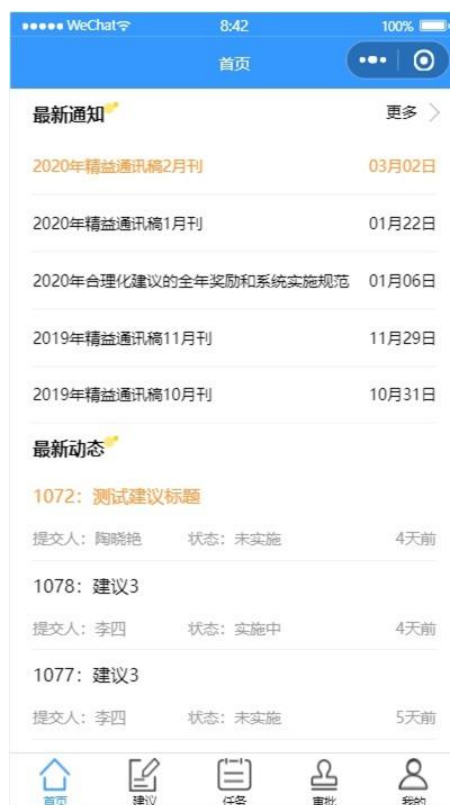 WeChat 8:42 100%
首页
最新通知 更多
2020年精益通讯稿2月刊 03月02日
2020年精益通讯稿1月刊 01月22日
2020年合理化建议的全年奖励和系统实施规范 01月06日
2019年精益通讯稿11月刊 11月29日
2019年精益通讯稿10月刊 10月31日
最新动态
1072：测试建议标题
提交人：陶晓艳 状态：未实施 4天前
1078：建议3
提交人：李四 状态：实施中 4天前
1077：建议3
提交人：李四 状态：未实施 5天前
首页 建议 任务 审批 我的